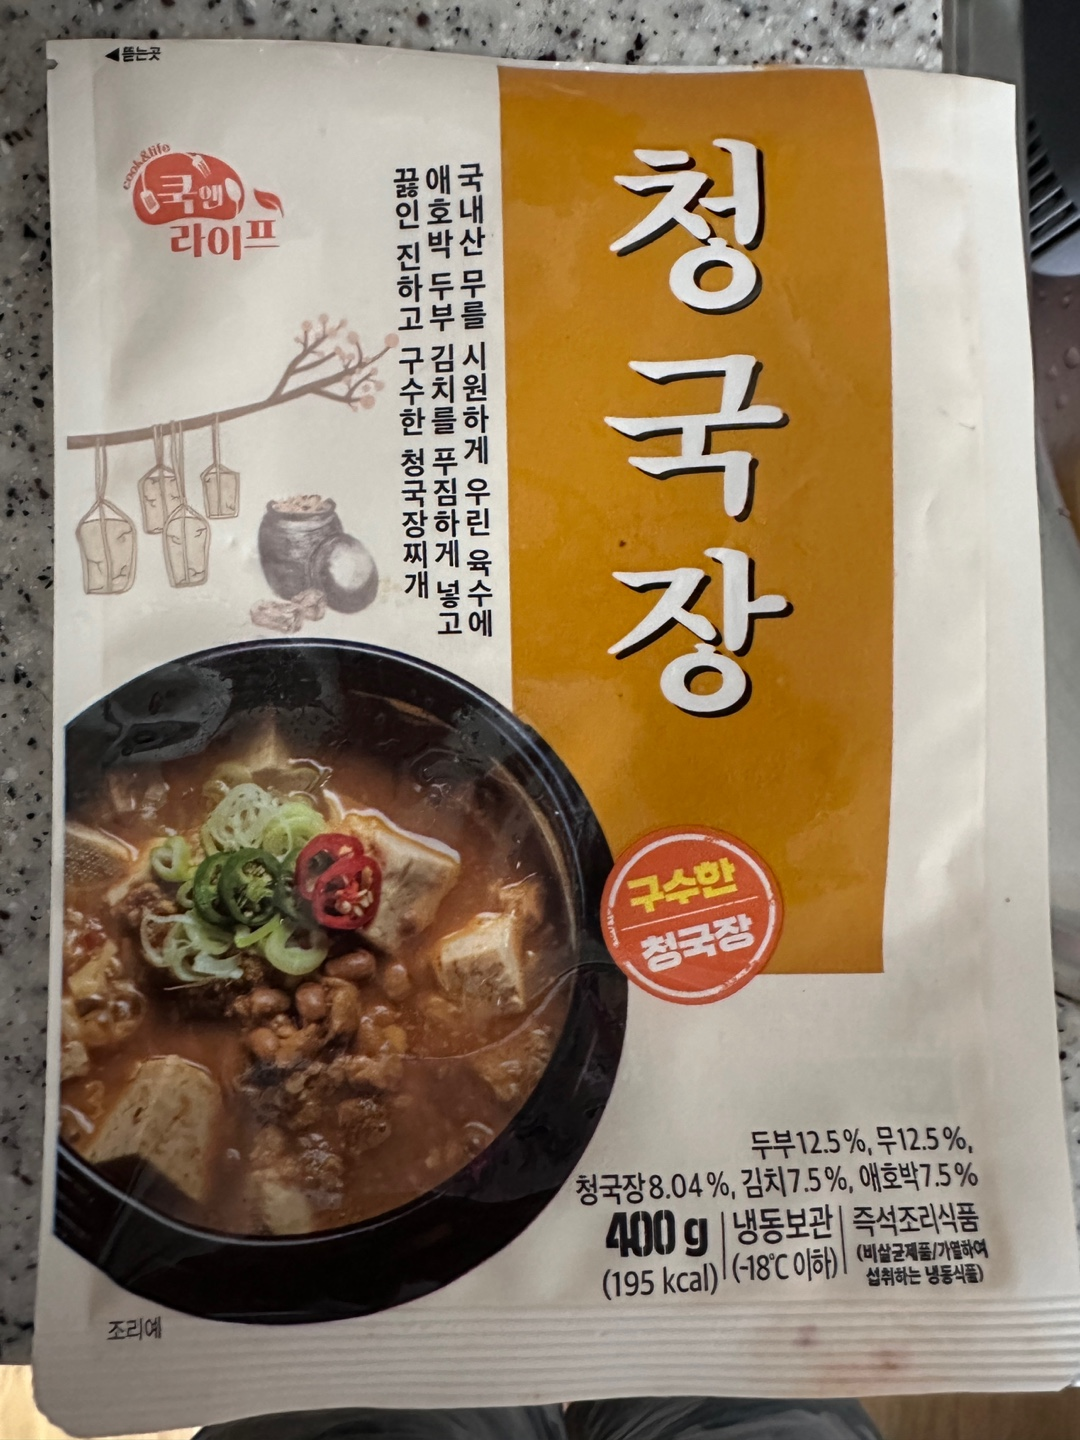 ◀뜯는곳
cook&life
쿡앤
라이프
국내산 무를 시원하게 우린 육수에
애호박 두부 김치를 푸짐하게 넣고
끓인 진하고 구수한 청국장찌개
청국장
구수한
청국장
두부12.5%, 무12.5%,
청국장8.04%, 김치7.5%, 애호박7.5%
400 g
(195 kcal)
냉동보관
(-18℃ 이하)
즉석조리식품
(비살균제품/가열하여
섭취하는 냉동식품)
조리예